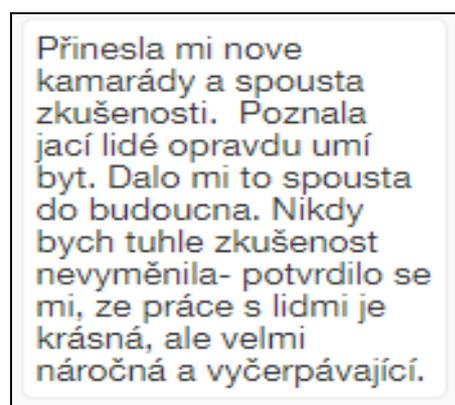 Přinesla mi nove
kamarády a spousta
zkušenosti.  Poznala
jací lidé opravdu umí
byt. Dalo mi to spousta
do budoucna. Nikdy
bych tuhle zkušenost
nevyměnila- potvrdilo se
mi, ze práce s lidmi je
krásná, ale velmi
náročná a vyčerpávající.